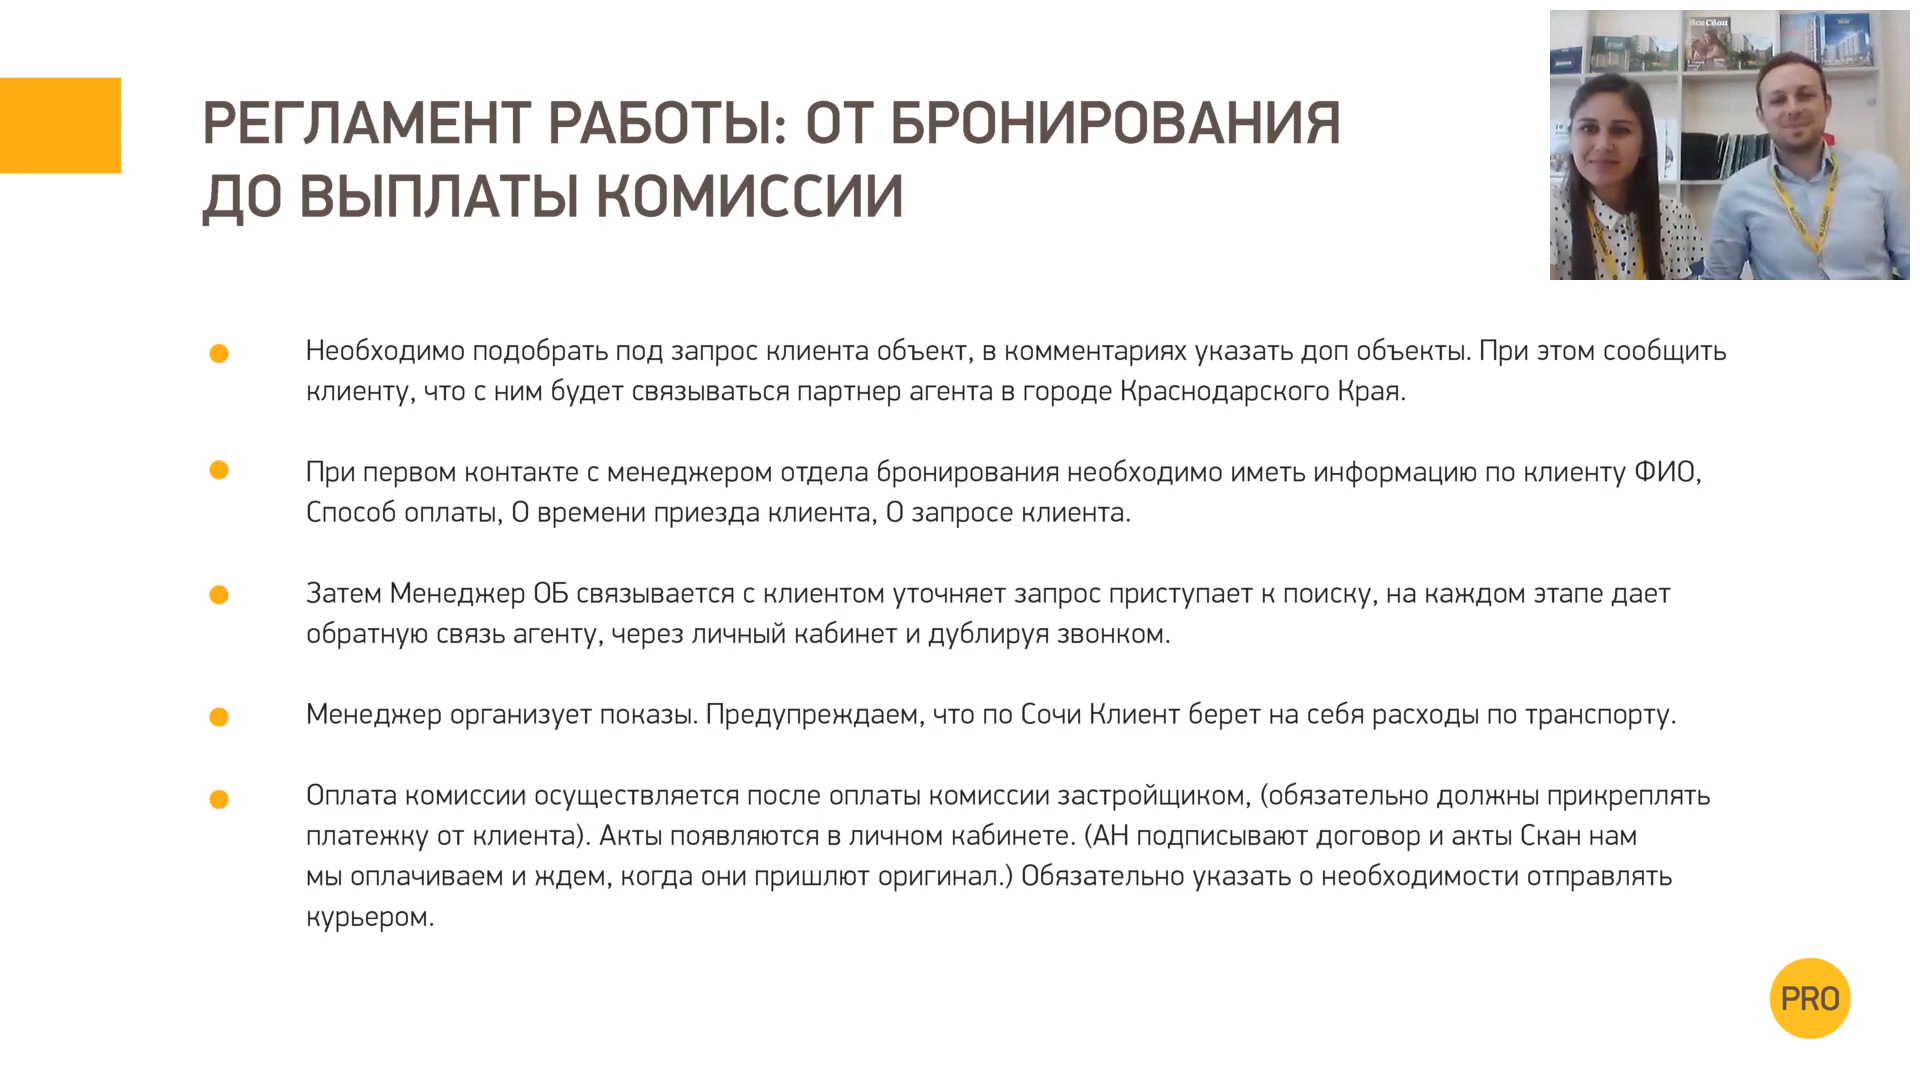 РЕГЛАМЕНТ РАБОТЫ: ОТ БРОНИРОВАНИЯ
ДО ВЫПЛАТЫ КОМИССИИ
Необходимо подобрать под запрос клиента объект, в комментариях указать доп объекты. При этом сообщить
клиенту, что с ним будет связываться партнер агента в городе Краснодарского Края.
При первом контакте с менеджером отдела бронирования необходимо иметь информацию по клиенту ФИО,
Способ оплаты, О времени приезда клиента, О запросе клиента.
Затем Менеджер ОБ связывается с клиентом уточняет запрос приступает к поиску, на каждом этапе дает
обратную связь агенту, через личный кабинет и дублируя звонком.
Менеджер организует показы. Предупреждаем, что по Сочи Клиент берет на себя расходы по транспорту.
Оплата комиссии осуществляется после оплаты комиссии застройщиком, (обязательно должны прикреплять
платежку от клиента). Акты появляются в личном кабинете. (АН подписывают договор и акты Скан нам
мы оплачиваем и ждем, когда они пришлют оригинал.) Обязательно указать о необходимости отправлять
курьером.
PRO